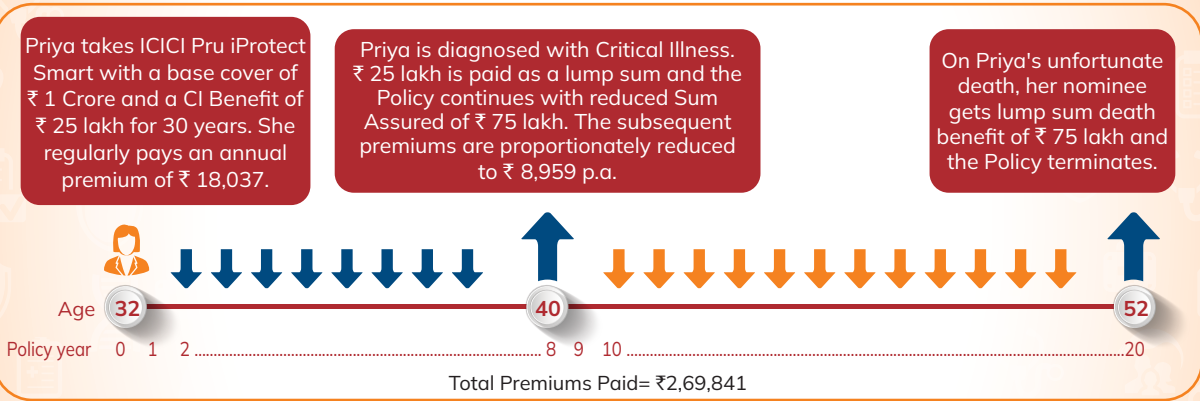 Priya takes ICICI Pru iProtect
Smart with a base cover of
₹ 1 Crore and a CI Benefit of
₹ 25 lakh for 30 years. She
regularly pays an annual
premium of ₹ 18,037.
Priya is diagnosed with Critical Illness.
₹ 25 lakh is paid as a lump sum and the
Policy continues with reduced Sum
Assured of ₹ 75 lakh. The subsequent
premiums are proportionately reduced
to ₹ 8,959 p.a.
On Priya's unfortunate
death, her nominee
gets lump sum death
benefit of ₹ 75 lakh and
the Policy terminates.
Age 32 40 52
Policy year 0 1 2 ........ 8 9 10 ........ 20
Total Premiums Paid= ₹2,69,841